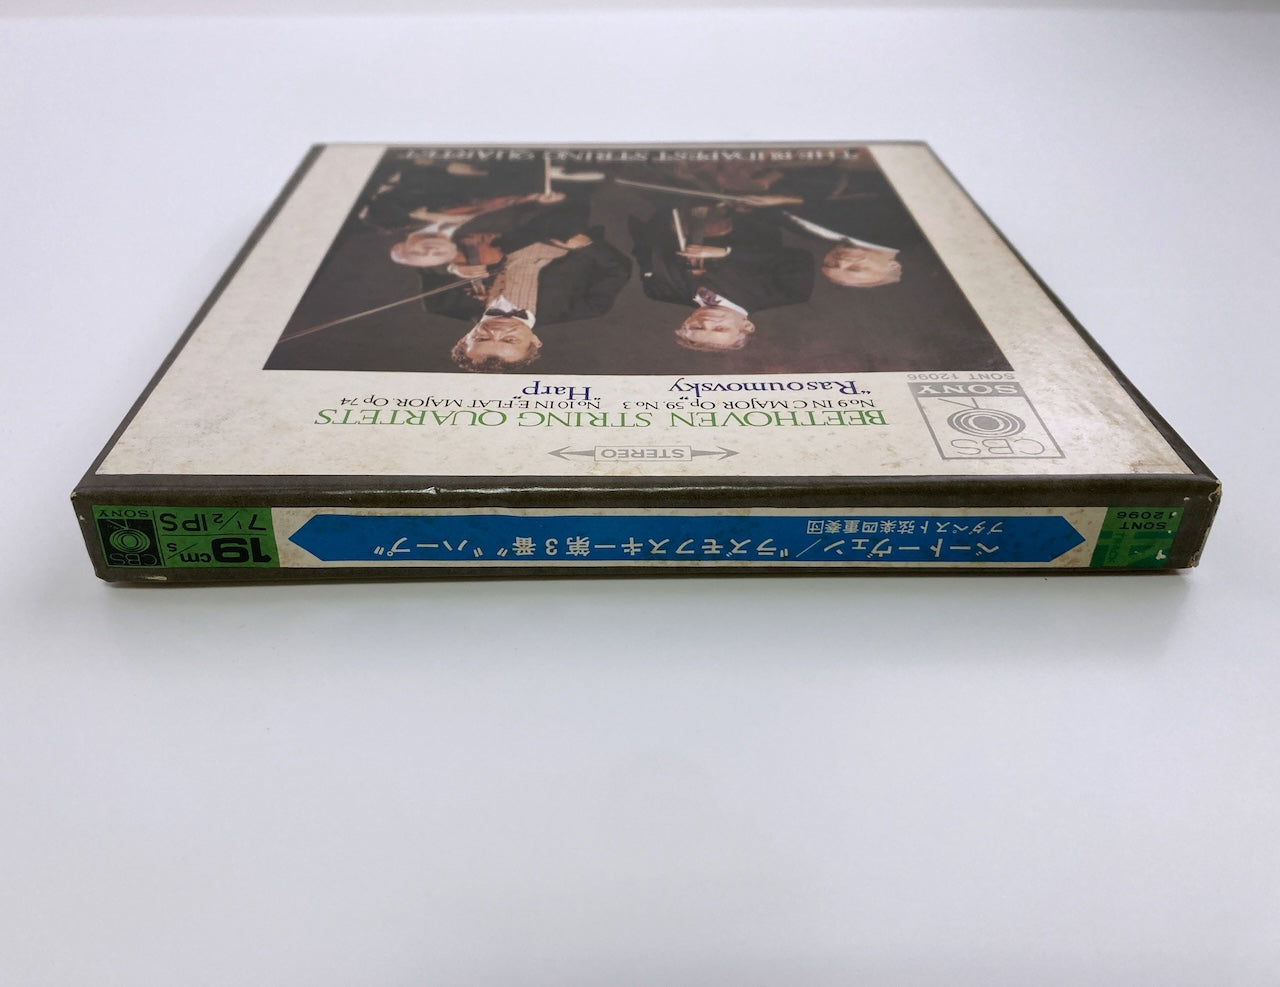 STEREO
BEETHOVEN STRING QUARTETS
No.9 IN C MAJOR, Op. 59. No 3
"Rasoumovsky"
No.10 IN E-FLAT MAJOR. Op 74
"Harp"
CBS
SONY
SONT 12096
THE BUDAPEST STRING QUARTET
SONT
12096
ベートーヴェン/"ラズモフスキー第3番""ハープ"
ブダペスト弦楽四重奏団
19 cm/s
7 1/2 IPS
CBS
SONY